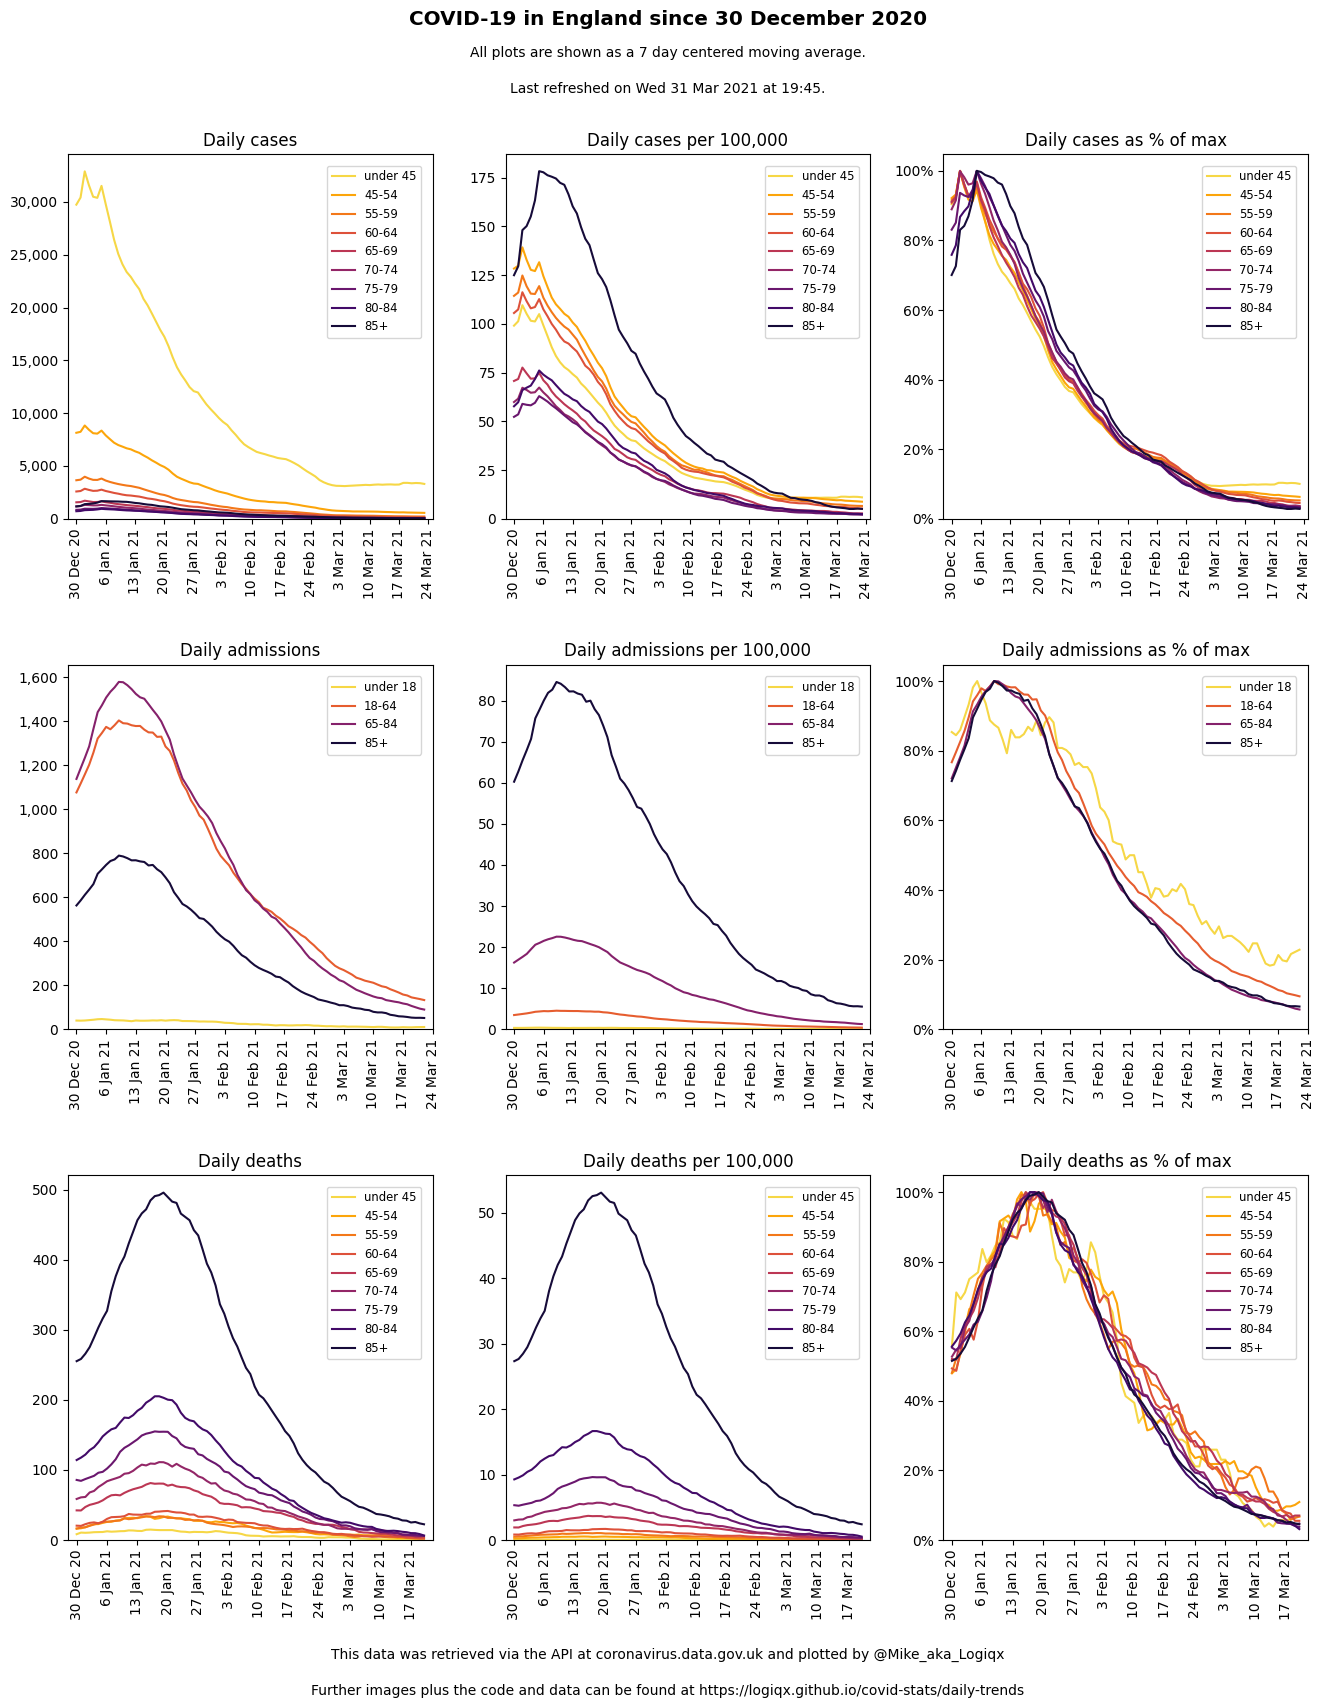 COVID-19 in England since 30 December 2020
All plots are shown as a 7 day centered moving average.
Last refreshed on Wed 31 Mar 2021 at 19:45.
Daily cases
30,000
25,000
20,000
15,000
10,000
5,000
0
under 45
45-54
55-59
60-64
65-69
70-74
75-79
80-84
85+
30 Dec 20
6 Jan 21
13 Jan 21
20 Jan 21
27 Jan 21
3 Feb 21
10 Feb 21
17 Feb 21
24 Feb 21
3 Mar 21
10 Mar 21
17 Mar 21
24 Mar 21
Daily cases per 100,000
175
150
125
100
75
50
25
0
under 45
45-54
55-59
60-64
65-69
70-74
75-79
80-84
85+
30 Dec 20
6 Jan 21
13 Jan 21
20 Jan 21
27 Jan 21
3 Feb 21
10 Feb 21
17 Feb 21
24 Feb 21
3 Mar 21
10 Mar 21
17 Mar 21
24 Mar 21
Daily cases as % of max
100%
80%
60%
40%
20%
0%
under 45
45-54
55-59
60-64
65-69
70-74
75-79
80-84
85+
30 Dec 20
6 Jan 21
13 Jan 21
20 Jan 21
27 Jan 21
3 Feb 21
10 Feb 21
17 Feb 21
24 Feb 21
3 Mar 21
10 Mar 21
17 Mar 21
24 Mar 21
Daily admissions
1,600
1,400
1,200
1,000
800
600
400
200
0
under 18
18-64
65-84
85+
30 Dec 20
6 Jan 21
13 Jan 21
20 Jan 21
27 Jan 21
3 Feb 21
10 Feb 21
17 Feb 21
24 Feb 21
3 Mar 21
10 Mar 21
17 Mar 21
24 Mar 21
Daily admissions per 100,000
80
70
60
50
40
30
20
10
0
under 18
18-64
65-84
85+
30 Dec 20
6 Jan 21
13 Jan 21
20 Jan 21
27 Jan 21
3 Feb 21
10 Feb 21
17 Feb 21
24 Feb 21
3 Mar 21
10 Mar 21
17 Mar 21
24 Mar 21
Daily admissions as % of max
100%
80%
60%
40%
20%
0%
under 18
18-64
65-84
85+
30 Dec 20
6 Jan 21
13 Jan 21
20 Jan 21
27 Jan 21
3 Feb 21
10 Feb 21
17 Feb 21
24 Feb 21
3 Mar 21
10 Mar 21
17 Mar 21
24 Mar 21
Daily deaths
500
400
300
200
100
0
under 45
45-54
55-59
60-64
65-69
70-74
75-79
80-84
85+
30 Dec 20
6 Jan 21
13 Jan 21
20 Jan 21
27 Jan 21
3 Feb 21
10 Feb 21
17 Feb 21
24 Feb 21
3 Mar 21
10 Mar 21
17 Mar 21
Daily deaths per 100,000
50
40
30
20
10
0
under 45
45-54
55-59
60-64
65-69
70-74
75-79
80-84
85+
30 Dec 20
6 Jan 21
13 Jan 21
20 Jan 21
27 Jan 21
3 Feb 21
10 Feb 21
17 Feb 21
24 Feb 21
3 Mar 21
10 Mar 21
17 Mar 21
Daily deaths as % of max
100%
80%
60%
40%
20%
0%
under 45
45-54
55-59
60-64
65-69
70-74
75-79
80-84
85+
30 Dec 20
6 Jan 21
13 Jan 21
20 Jan 21
27 Jan 21
3 Feb 21
10 Feb 21
17 Feb 21
24 Feb 21
3 Mar 21
10 Mar 21
17 Mar 21
This data was retrieved via the API at coronavirus.data.gov.uk and plotted by @Mike_aka_Logiqx
Further images plus the code and data can be found at https://logiqx.github.io/covid-stats/daily-trends